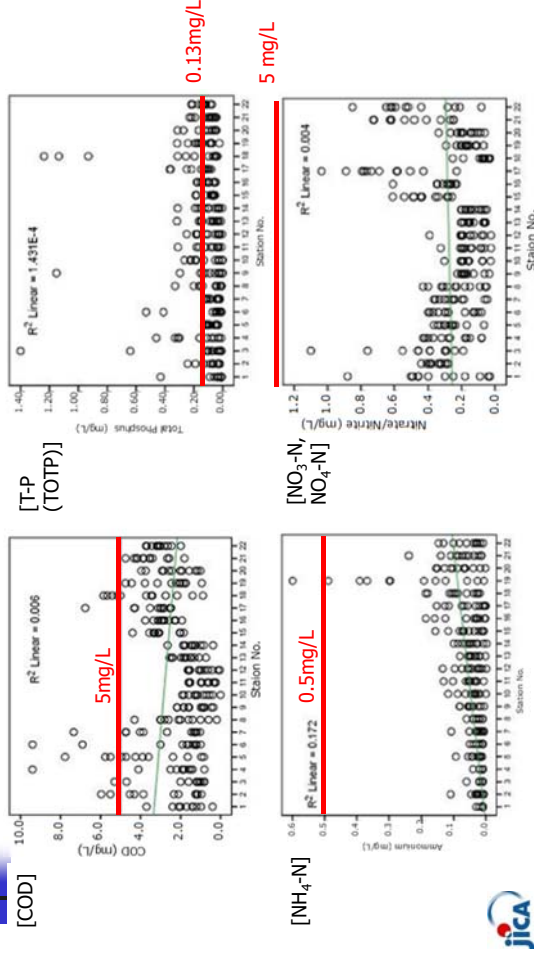 [COD]
10.0
8.0
6.0
4.0
2.0
0.0
COD (mg/L)
R² Linear = 0.006
5mg/L
1 2 3 4 5 6 7 8 9 10 11 12 13 14 15 16 17 18 19 20 21 22
Staion No.
[T-P
(TOTP)]
1.40
1.20
1.00
0.80
0.60
0.40
0.20
0.00
Total Phosphus (mg/L)
R² Linear = 1.431E-4
0.13mg/L
1 2 3 4 5 6 7 8 9 10 11 12 13 14 15 16 17 18 19 20 21 22
Station No.
[NH₄-N]
0.6
0.5
0.4
0.3
0.2
0.1
0.0
Ammonium (mg/L)
R² Linear = 0.172
0.5mg/L
1 2 3 4 5 6 7 8 9 10 11 12 13 14 15 16 17 18 19 20 21 22
Station No.
[NO₃-N,
NO₄-N]
5 mg/L
1.2
1.0
0.8
0.6
0.4
0.2
0.0
Nitrate/Nitrite (mg/L)
R² Linear = 0.004
1 2 3 4 5 6 7 8 9 10 11 12 13 14 15 16 17 18 19 20 21 22
Staion No.
jICA